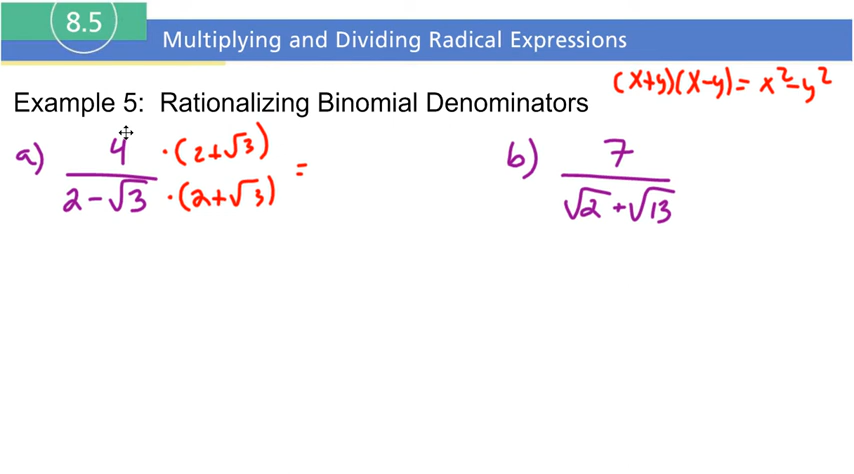 8.5
Multiplying and Dividing Radical Expressions
(x+y)(x-y) = x²-y²
Example 5: Rationalizing Binomial Denominators
a) 4 · (2+√3)
2 - √3 · (2+√3) =
b) 7
√2 + √13